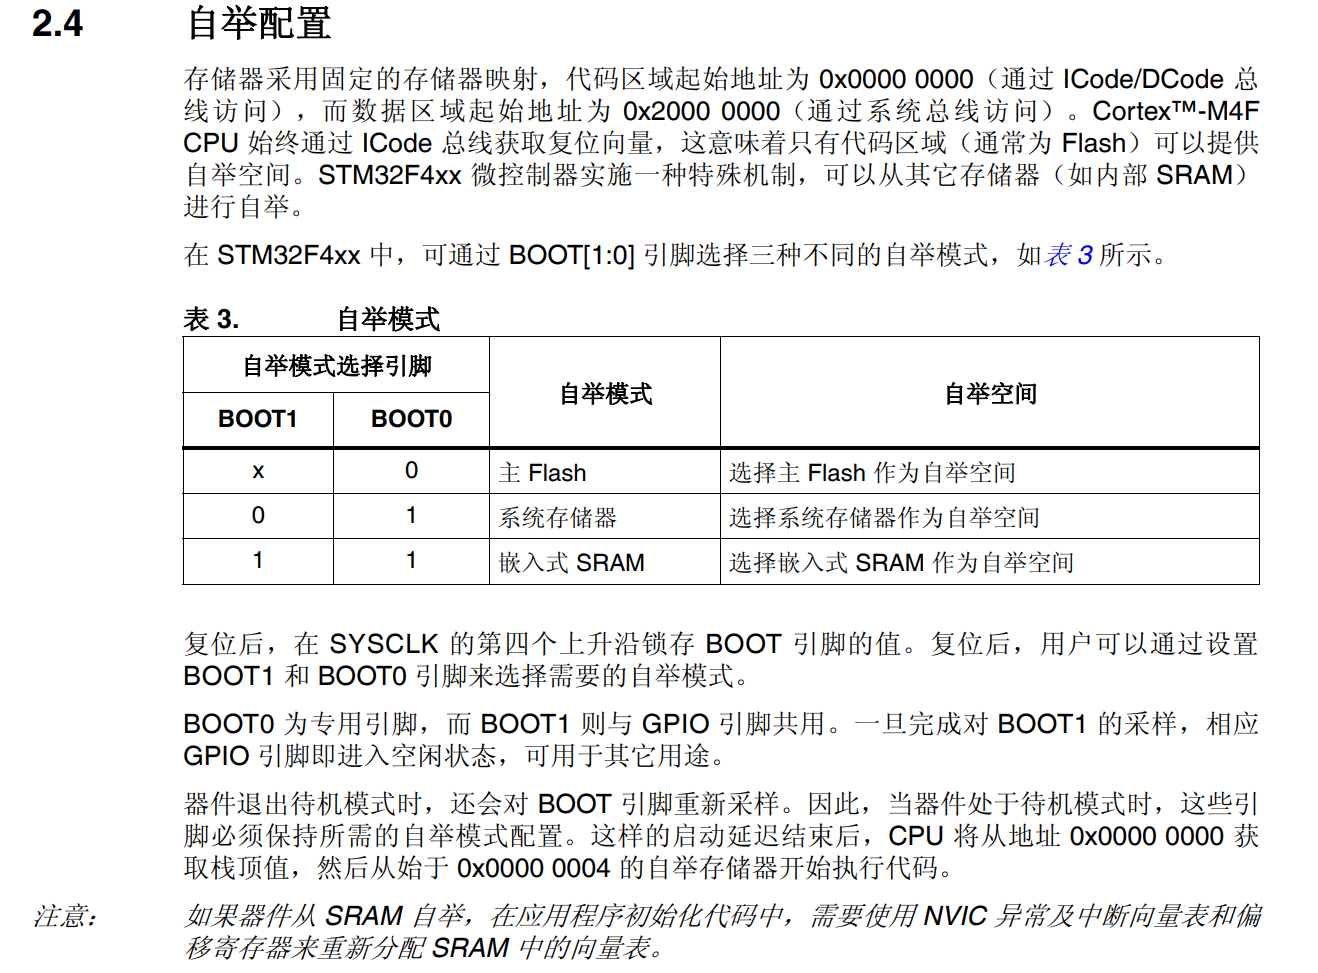 2.4 自举配置
存储器采用固定的存储器映射，代码区域起始地址为 0x0000 0000（通过 ICode/DCode 总
线访问），而数据区域起始地址为 0x2000 0000（通过系统总线访问）。Cortex™-M4F
CPU 始终通过 ICode 总线获取复位向量，这意味着只有代码区域（通常为 Flash）可以提供
自举空间。STM32F4xx 微控制器实施一种特殊机制，可以从其它存储器（如内部 SRAM）
进行自举。
在 STM32F4xx 中，可通过 BOOT[1:0] 引脚选择三种不同的自举模式，如表 3 所示。
表 3. 自举模式
自举模式选择引脚 自举模式 自举空间
BOOT1 BOOT0
x 0 主 Flash 选择主 Flash 作为自举空间
0 1 系统存储器 选择系统存储器作为自举空间
1 1 嵌入式 SRAM 选择嵌入式 SRAM 作为自举空间
复位后，在 SYSCLK 的第四个上升沿锁存 BOOT 引脚的值。复位后，用户可以通过设置
BOOT1 和 BOOT0 引脚来选择需要的自举模式。
BOOT0 为专用引脚，而 BOOT1 则与 GPIO 引脚共用。一旦完成对 BOOT1 的采样，相应
GPIO 引脚即进入空闲状态，可用于其它用途。
器件退出待机模式时，还会对 BOOT 引脚重新采样。因此，当器件处于待机模式时，这些引
脚必须保持所需的自举模式配置。这样的启动延迟结束后，CPU 将从地址 0x0000 0000 获
取栈顶值，然后从始于 0x0000 0004 的自举存储器开始执行代码。
注意： 如果器件从 SRAM 自举，在应用程序初始化代码中，需要使用 NVIC 异常及中断向量表和偏
移寄存器来重新分配 SRAM 中的向量表。